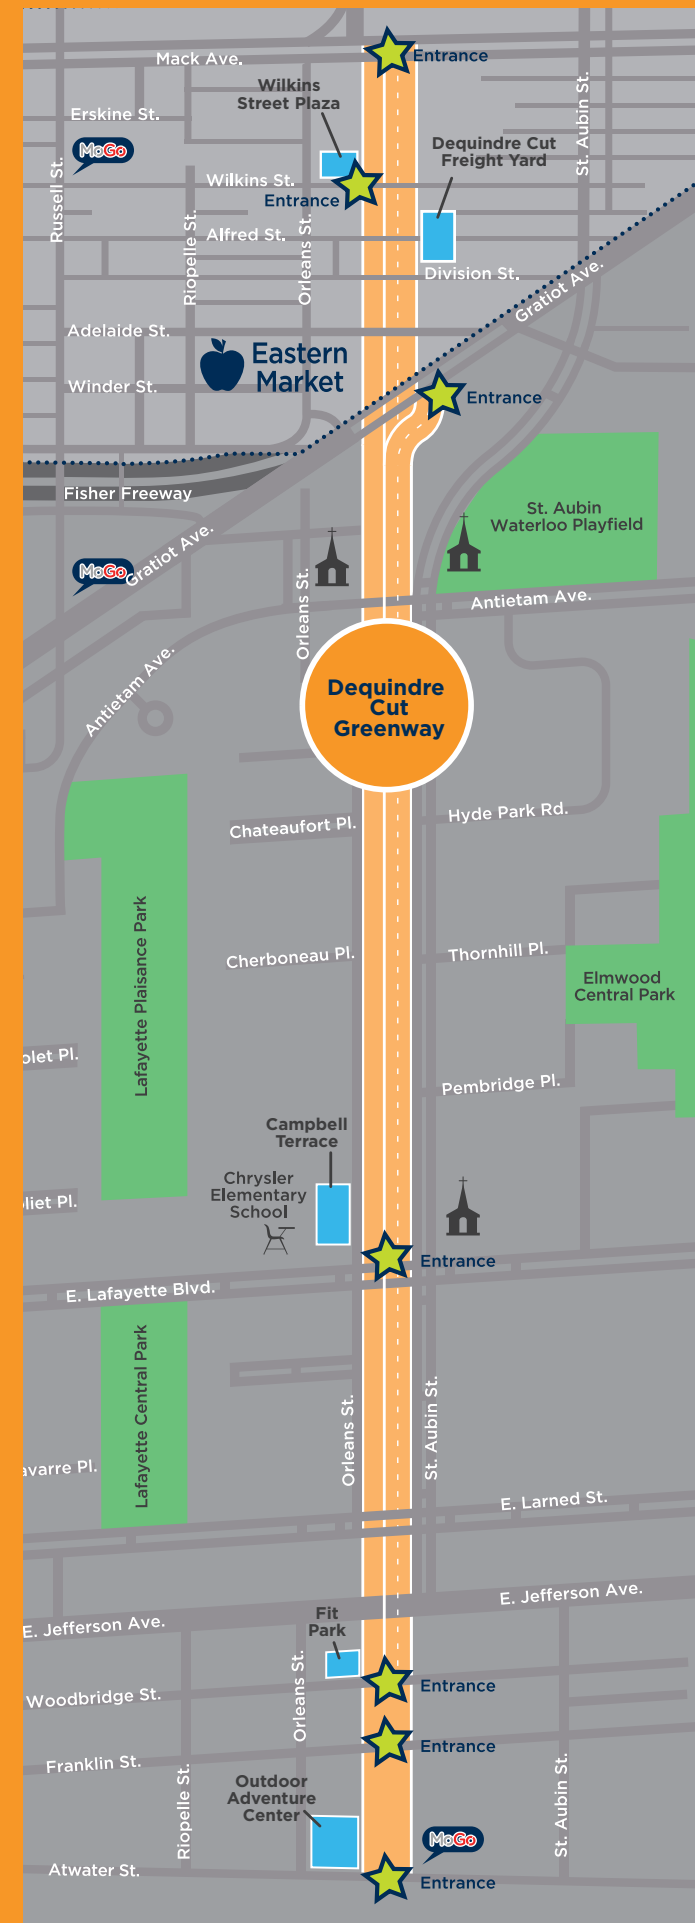 Mack Ave.
Entrance
Wilkins
Street Plaza
Erskine St.
MoGo
Dequindre Cut
Freight Yard
St. Aubin St.
Russell St.
Wilkins St.
Entrance
Riopelle St.
Alfred St.
Orleans St.
Division St.
Gratiot Ave.
Adelaide St.
Eastern
Market
Winder St.
Entrance
Fisher Freeway
St. Aubin
Waterloo Playfield
Gratiot Ave.
MoGo
Orleans St.
Antietam Ave.
Antietam Ave.
Dequindre
Cut
Greenway
Chateaufort Pl.
Hyde Park Rd.
Lafayette Plaisance Park
Cherboneau Pl.
Thornhill Pl.
Elmwood
Central Park
olet Pl.
Pembridge Pl.
Campbell
Terrace
Chrysler
Elementary
School
liet Pl.
Entrance
E. Lafayette Blvd.
Lafayette Central Park
Orleans St.
St. Aubin St.
avarre Pl.
E. Larned St.
E. Jefferson Ave.
E. Jefferson Ave.
Fit
Park
Orleans St.
Woodbridge St.
Entrance
Franklin St.
Entrance
Riopelle St.
St. Aubin St.
Outdoor
Adventure
Center
MoGo
Atwater St.
Entrance